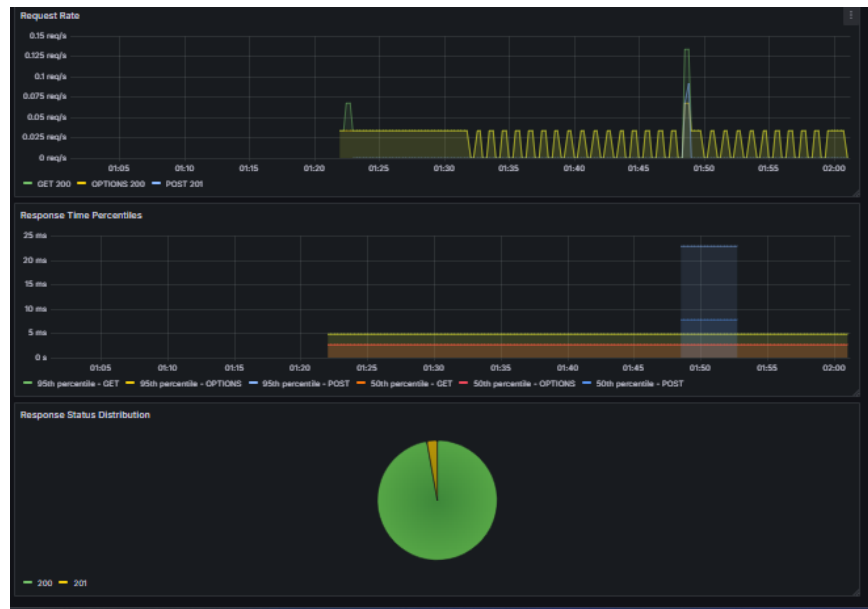 Request Rate
0.15 req/s
0.125 req/s
0.1 req/s
0.075 req/s
0.05 req/s
0.025 req/s
0 req/s
01:05 01:10 01:15 01:20 01:25 01:30 01:35 01:40 01:45 01:50 01:55 02:00
GET 200 OPTIONS 200 POST 201
Response Time Percentiles
25 ms
20 ms
15 ms
10 ms
5 ms
0 s
01:05 01:10 01:15 01:20 01:25 01:30 01:35 01:40 01:45 01:50 01:55 02:00
95th percentile - GET 95th percentile - OPTIONS 95th percentile - POST 50th percentile - GET 50th percentile - OPTIONS 50th percentile - POST
Response Status Distribution
200 201